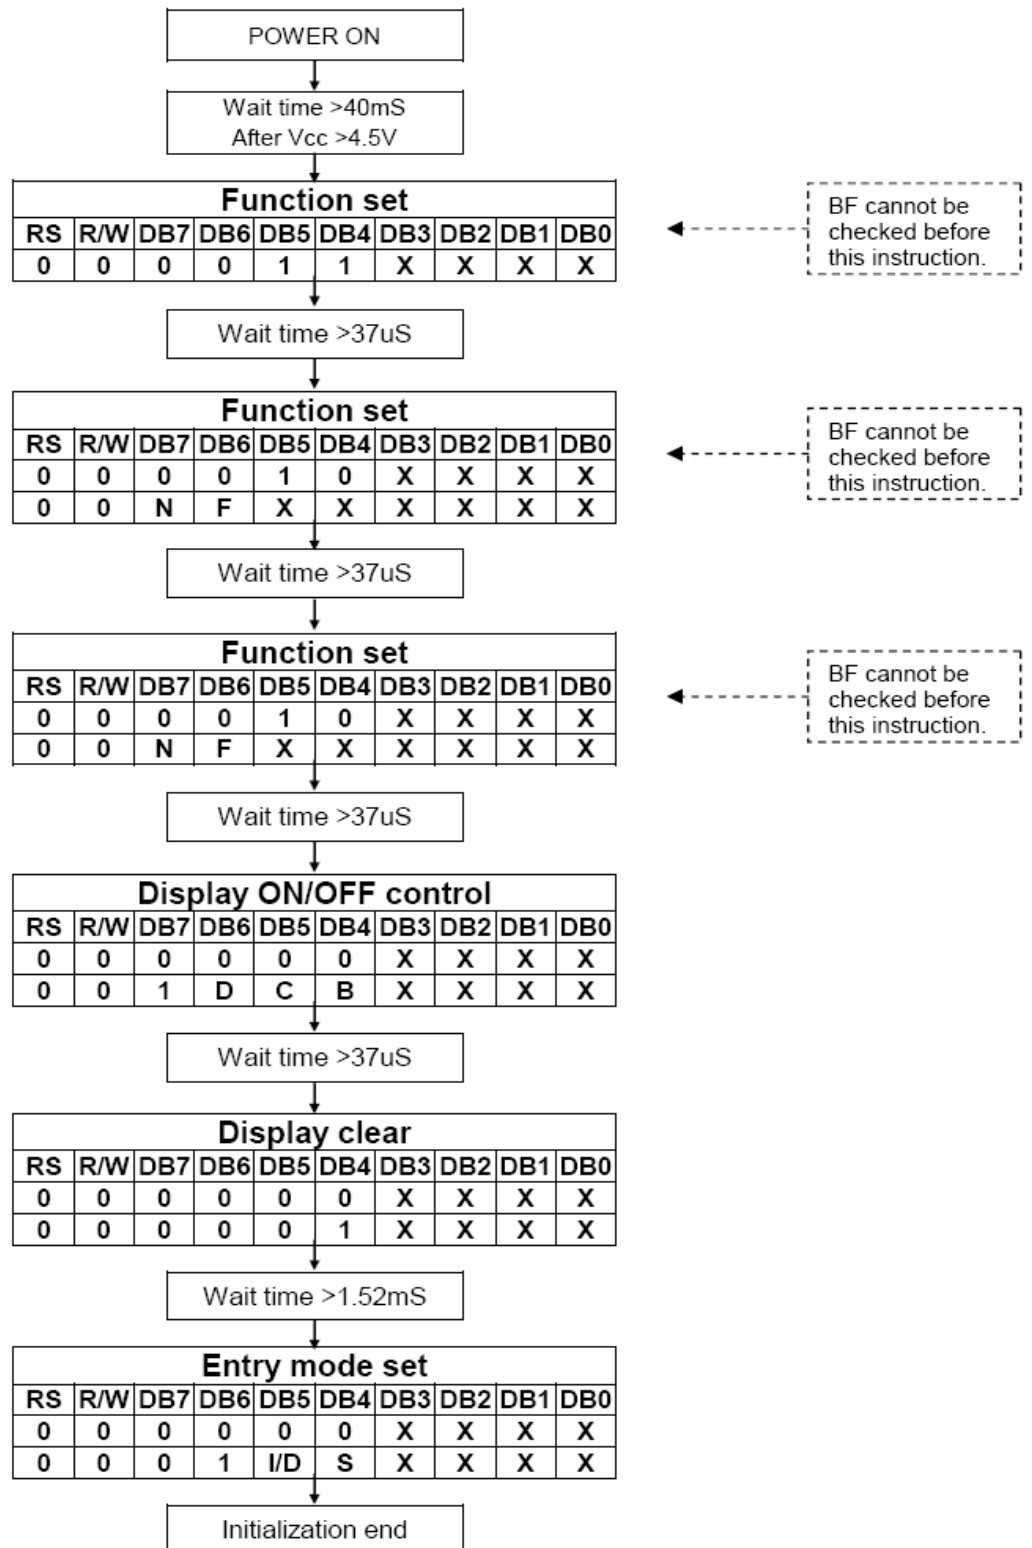 POWER ON
Wait time >40mS
After Vcc >4.5V
Function set
RS R/W DB7 DB6 DB5 DB4 DB3 DB2 DB1 DB0
0 0 0 0 1 1 X X X X
BF cannot be
checked before
this instruction.
Wait time >37uS
Function set
RS R/W DB7 DB6 DB5 DB4 DB3 DB2 DB1 DB0
0 0 0 0 1 0 X X X X
0 0 N F X X X X X X
BF cannot be
checked before
this instruction.
Wait time >37uS
Function set
RS R/W DB7 DB6 DB5 DB4 DB3 DB2 DB1 DB0
0 0 0 0 1 0 X X X X
0 0 N F X X X X X X
BF cannot be
checked before
this instruction.
Wait time >37uS
Display ON/OFF control
RS R/W DB7 DB6 DB5 DB4 DB3 DB2 DB1 DB0
0 0 0 0 0 0 X X X X
0 0 1 D C B X X X X
Wait time >37uS
Display clear
RS R/W DB7 DB6 DB5 DB4 DB3 DB2 DB1 DB0
0 0 0 0 0 0 X X X X
0 0 0 0 0 1 X X X X
Wait time >1.52mS
Entry mode set
RS R/W DB7 DB6 DB5 DB4 DB3 DB2 DB1 DB0
0 0 0 0 0 0 X X X X
0 0 0 1 I/D S X X X X
Initialization end